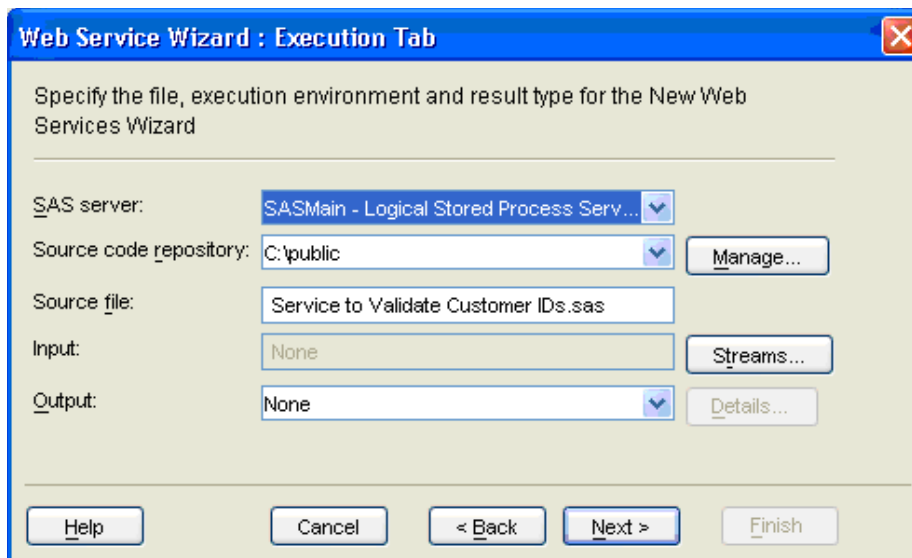 Web Service Wizard : Execution Tab
Specify the file, execution environment and result type for the New Web
Services Wizard
SAS server:
SASMain - Logical Stored Process Serv...
Source code repository:
C:\public
Manage...
Source file:
Service to Validate Customer IDs.sas
Input:
None
Streams...
Output:
None
Details...
Help
Cancel
< Back
Next >
Finish